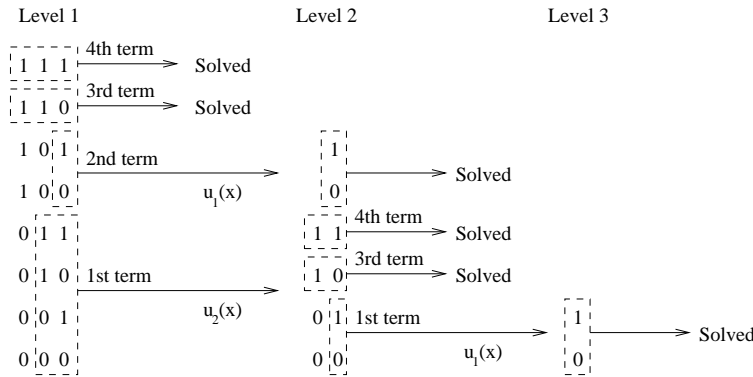 Level 1 Level 2 Level 3
4th term
1 1 1 Solved
3rd term
1 1 0 Solved
1 0 1 2nd term 1
Solved
1 0 0 u_1(x) 0
4th term
0 1 1 1 1 Solved
3rd term
0 1 0 1st term 1 0 Solved
0 0 1 u_2(x) 0 1 1st term 1
Solved
0 0 0 0 0 u_1(x) 0